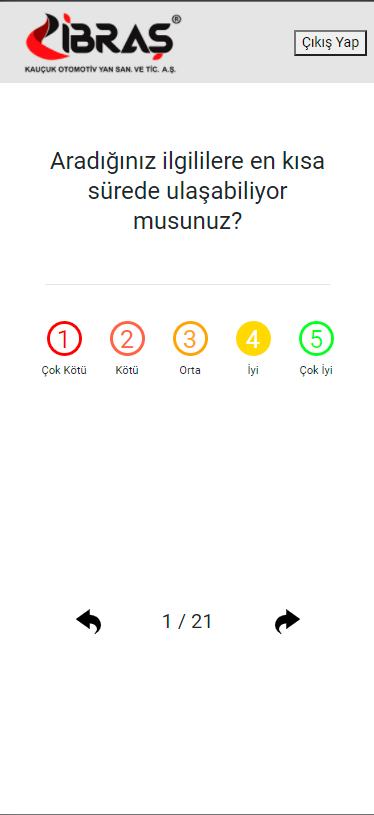 İBRAŞ®
KAUÇUK OTOMOTİV YAN SAN. VE TİC. A.Ş.
Çıkış Yap
Aradığınız ilgililere en kısa
sürede ulaşabiliyor
musunuz?
1 2 3 4 5
Çok Kötü Kötü Orta İyi Çok İyi
1 / 21